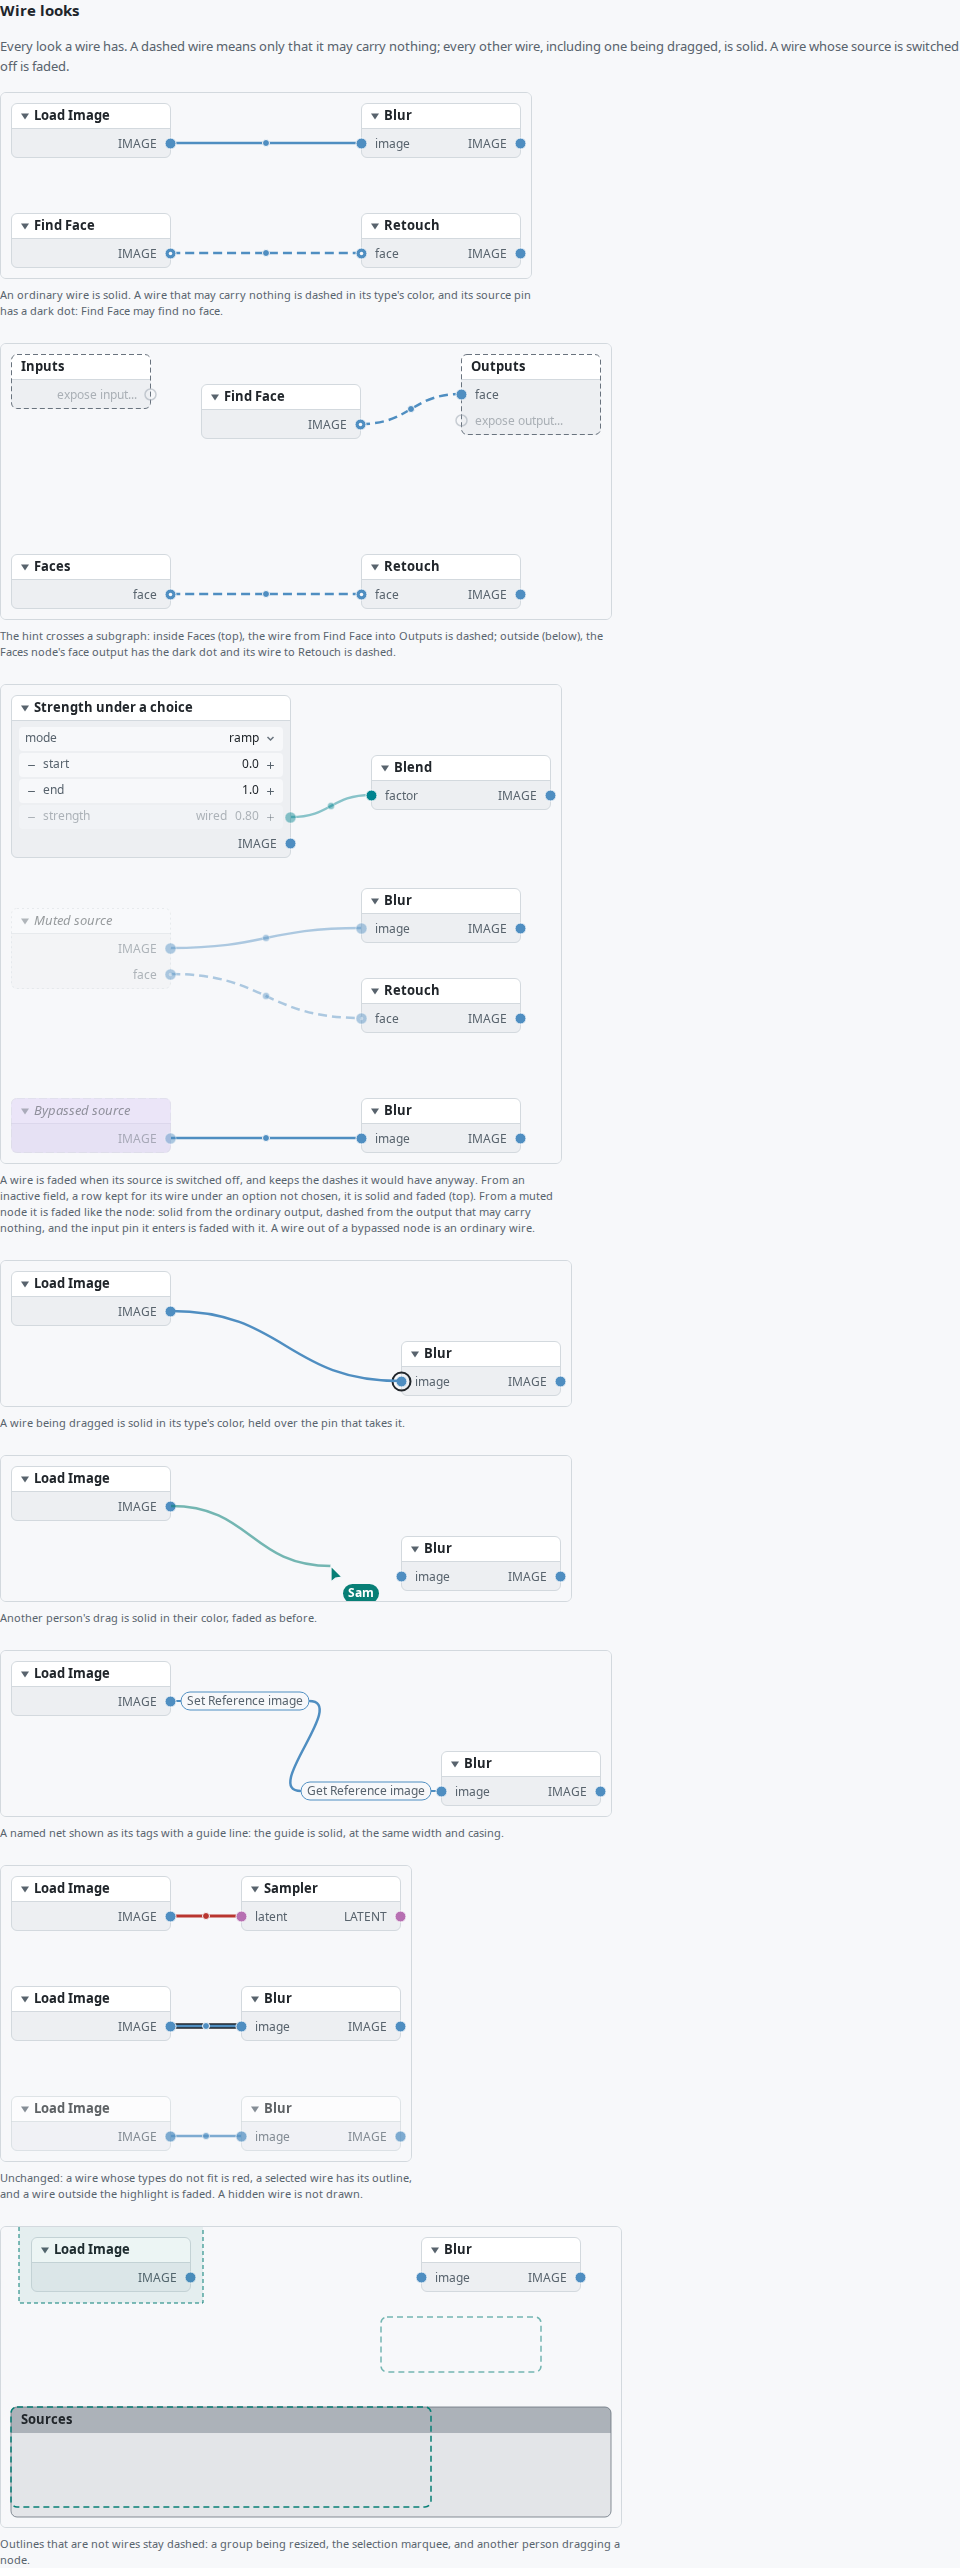 Wire looks
Every look a wire has. A dashed wire means only that it may carry nothing; every other wire, including one being dragged, is solid. A wire whose source is switched
off is faded.
Load Image
Blur
IMAGE
image
IMAGE
Find Face
Retouch
IMAGE
face
IMAGE
An ordinary wire is solid. A wire that may carry nothing is dashed in its type's color, and its source pin
has a dark dot: Find Face may find no face.
Inputs
Outputs
expose input...
Find Face
face
IMAGE
expose output...
Faces
Retouch
face
face
IMAGE
The hint crosses a subgraph: inside Faces (top), the wire from Find Face into Outputs is dashed; outside (below), the
Faces node's face output has the dark dot and its wire to Retouch is dashed.
Strength under a choice
mode
ramp
– start
0.0 +
Blend
– end
1.0 +
factor
IMAGE
– strength
wired 0.80 +
IMAGE
Blur
Muted source
image
IMAGE
IMAGE
face
Retouch
face
IMAGE
Bypassed source
Blur
IMAGE
image
IMAGE
A wire is faded when its source is switched off, and keeps the dashes it would have anyway. From an
inactive field, a row kept for its wire under an option not chosen, it is solid and faded (top). From a muted
node it is faded like the node: solid from the ordinary output, dashed from the output that may carry
nothing, and the input pin it enters is faded with it. A wire out of a bypassed node is an ordinary wire.
Load Image
IMAGE
Blur
image
IMAGE
A wire being dragged is solid in its type's color, held over the pin that takes it.
Load Image
IMAGE
Blur
image
IMAGE
Sam
Another person's drag is solid in their color, faded as before.
Load Image
IMAGE
Set Reference image
Blur
Get Reference image
image
IMAGE
A named net shown as its tags with a guide line: the guide is solid, at the same width and casing.
Load Image
Sampler
IMAGE
latent
LATENT
Load Image
Blur
IMAGE
image
IMAGE
Load Image
Blur
IMAGE
image
IMAGE
Unchanged: a wire whose types do not fit is red, a selected wire has its outline,
and a wire outside the highlight is faded. A hidden wire is not drawn.
Load Image
Blur
IMAGE
image
IMAGE
Sources
Outlines that are not wires stay dashed: a group being resized, the selection marquee, and another person dragging a
node.